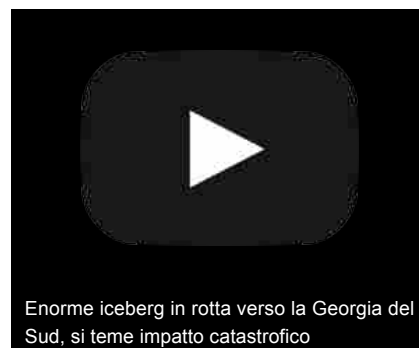 Enorme iceberg in rotta verso la Georgia del
Sud, si teme impatto catastrofico